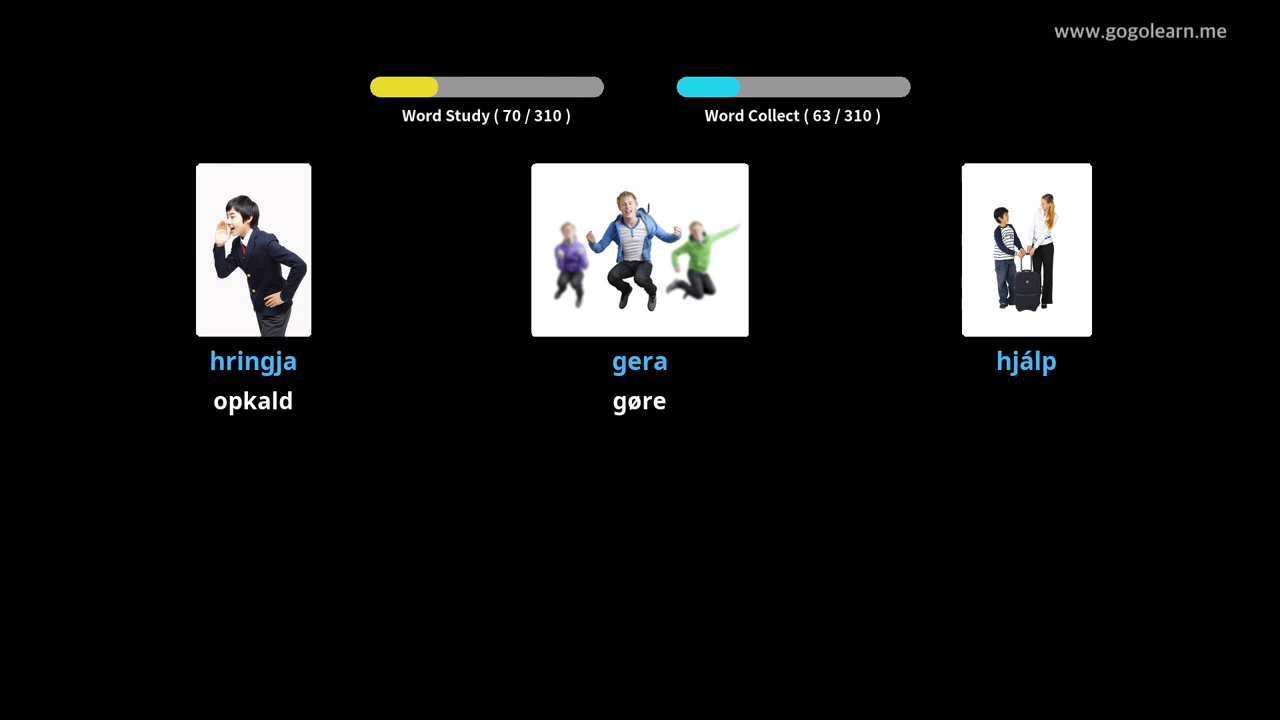 www.gogolearn.me
Word Study ( 70 / 310 )
Word Collect ( 63 / 310 )
hringja
opkald
gera
gøre
hjálp